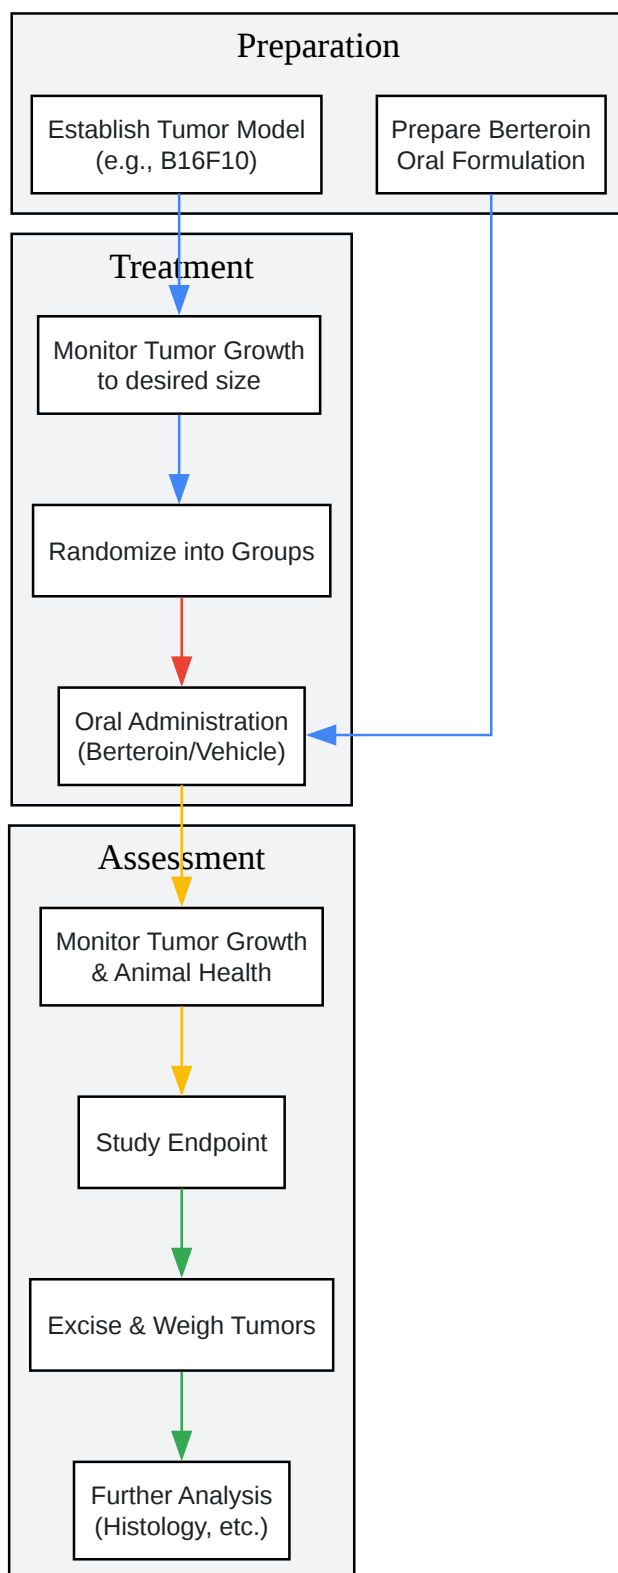 Preparation
Establish Tumor Model
(e.g., B16F10)
Prepare Berteroin
Oral Formulation
Treatment
Monitor Tumor Growth
to desired size
Randomize into Groups
Oral Administration
(Berteroin/Vehicle)
Assessment
Monitor Tumor Growth
& Animal Health
Study Endpoint
Excise & Weigh Tumors
Further Analysis
(Histology, etc.)